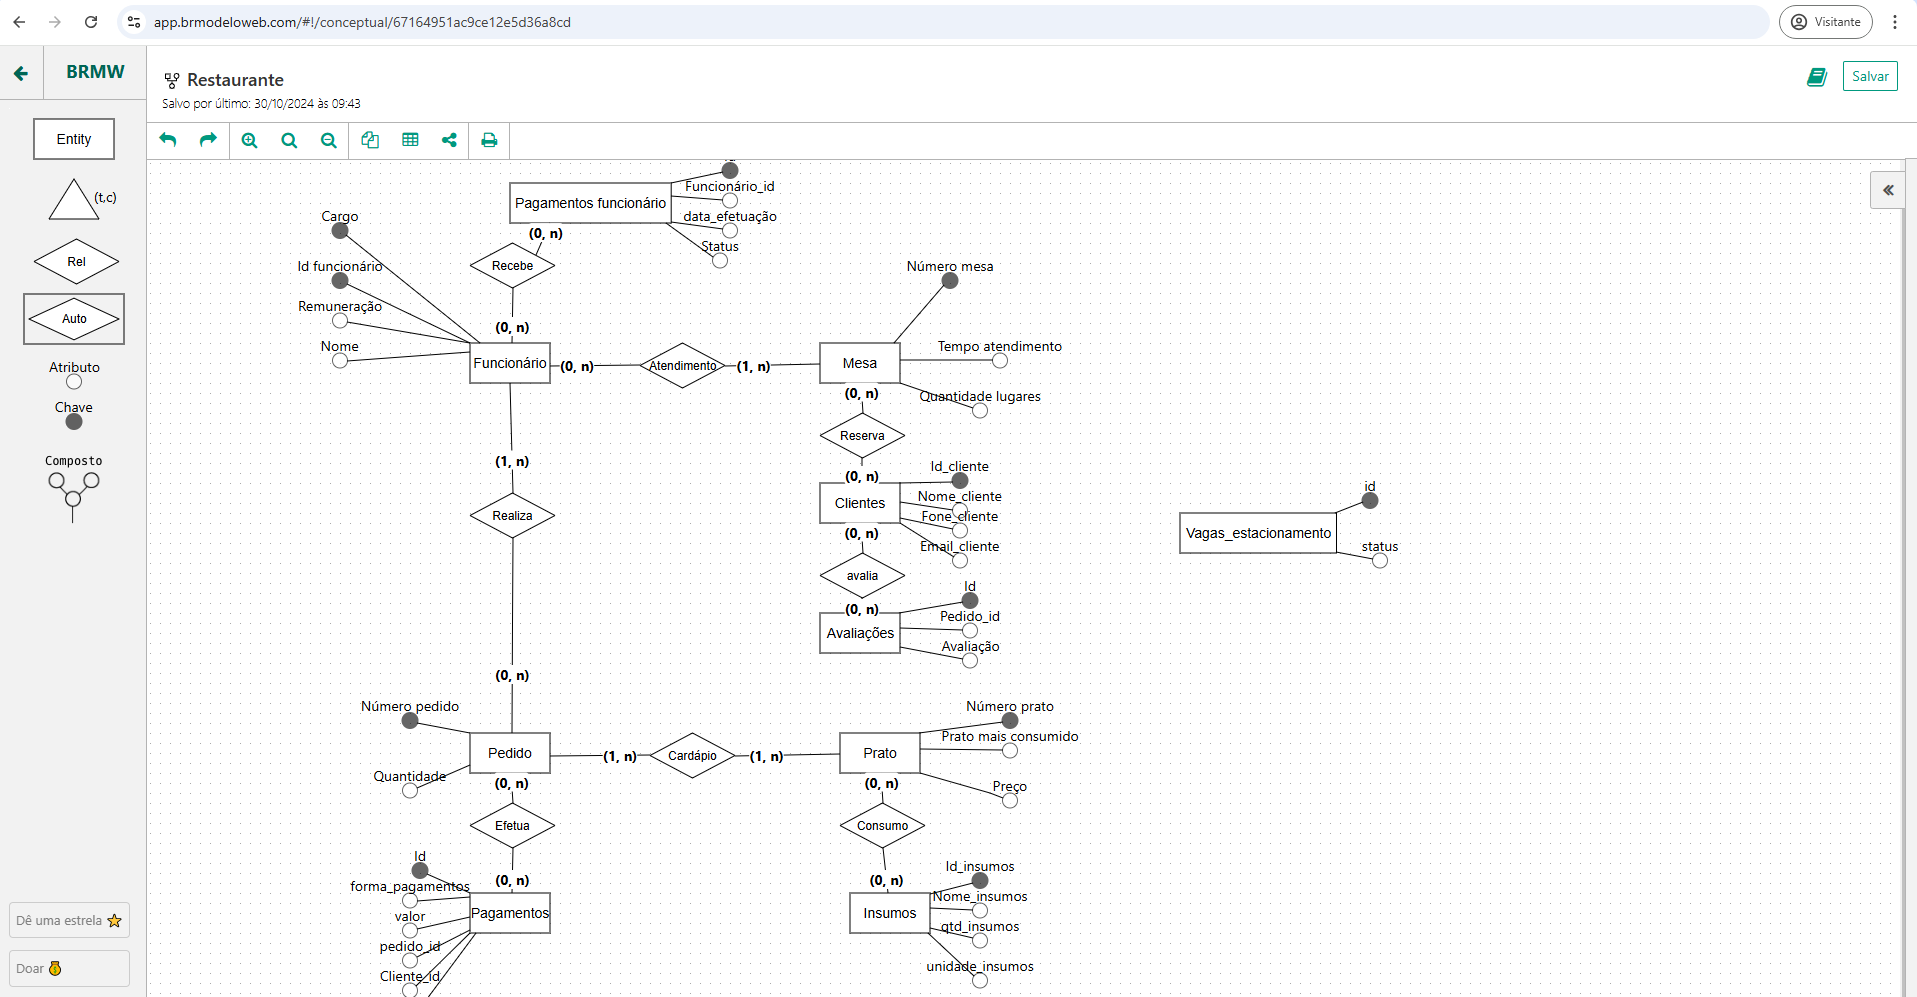 app.brmodeloweb.com/#!/conceptual/67164951ac9ce12e5d36a8cd
Visitante
BRMW
Restaurante
Salvo por último: 30/10/2024 às 09:43
Salvar
Entity
(t,c)
Rel
Auto
Atributo
Chave
Composto
Dê uma estrela
Doar
Pagamentos funcionário
Funcionário_id
data_efetuação
Status
(0, n)
Recebe
(0, n)
Cargo
Id funcionário
Remuneração
Nome
Funcionário
(0, n)
Atendimento
(1, n)
Mesa
Número mesa
Tempo atendimento
Quantidade lugares
(0, n)
Reserva
(0, n)
Clientes
Id_cliente
Nome_cliente
Fone_cliente
Email_cliente
(0, n)
avalia
(0, n)
Avaliações
Id
Pedido_id
Avaliação
Vagas_estacionamento
id
status
(1, n)
Realiza
(0, n)
Número pedido
Pedido
Quantidade
(1, n)
Cardápio
(1, n)
Prato
Número prato
Prato mais consumido
Preço
(0, n)
Efetua
(0, n)
Pagamentos
Id
forma_pagamentos
valor
pedido_id
Cliente_id
(0, n)
Consumo
(0, n)
Insumos
Id_insumos
Nome_insumos
qtd_insumos
unidade_insumos